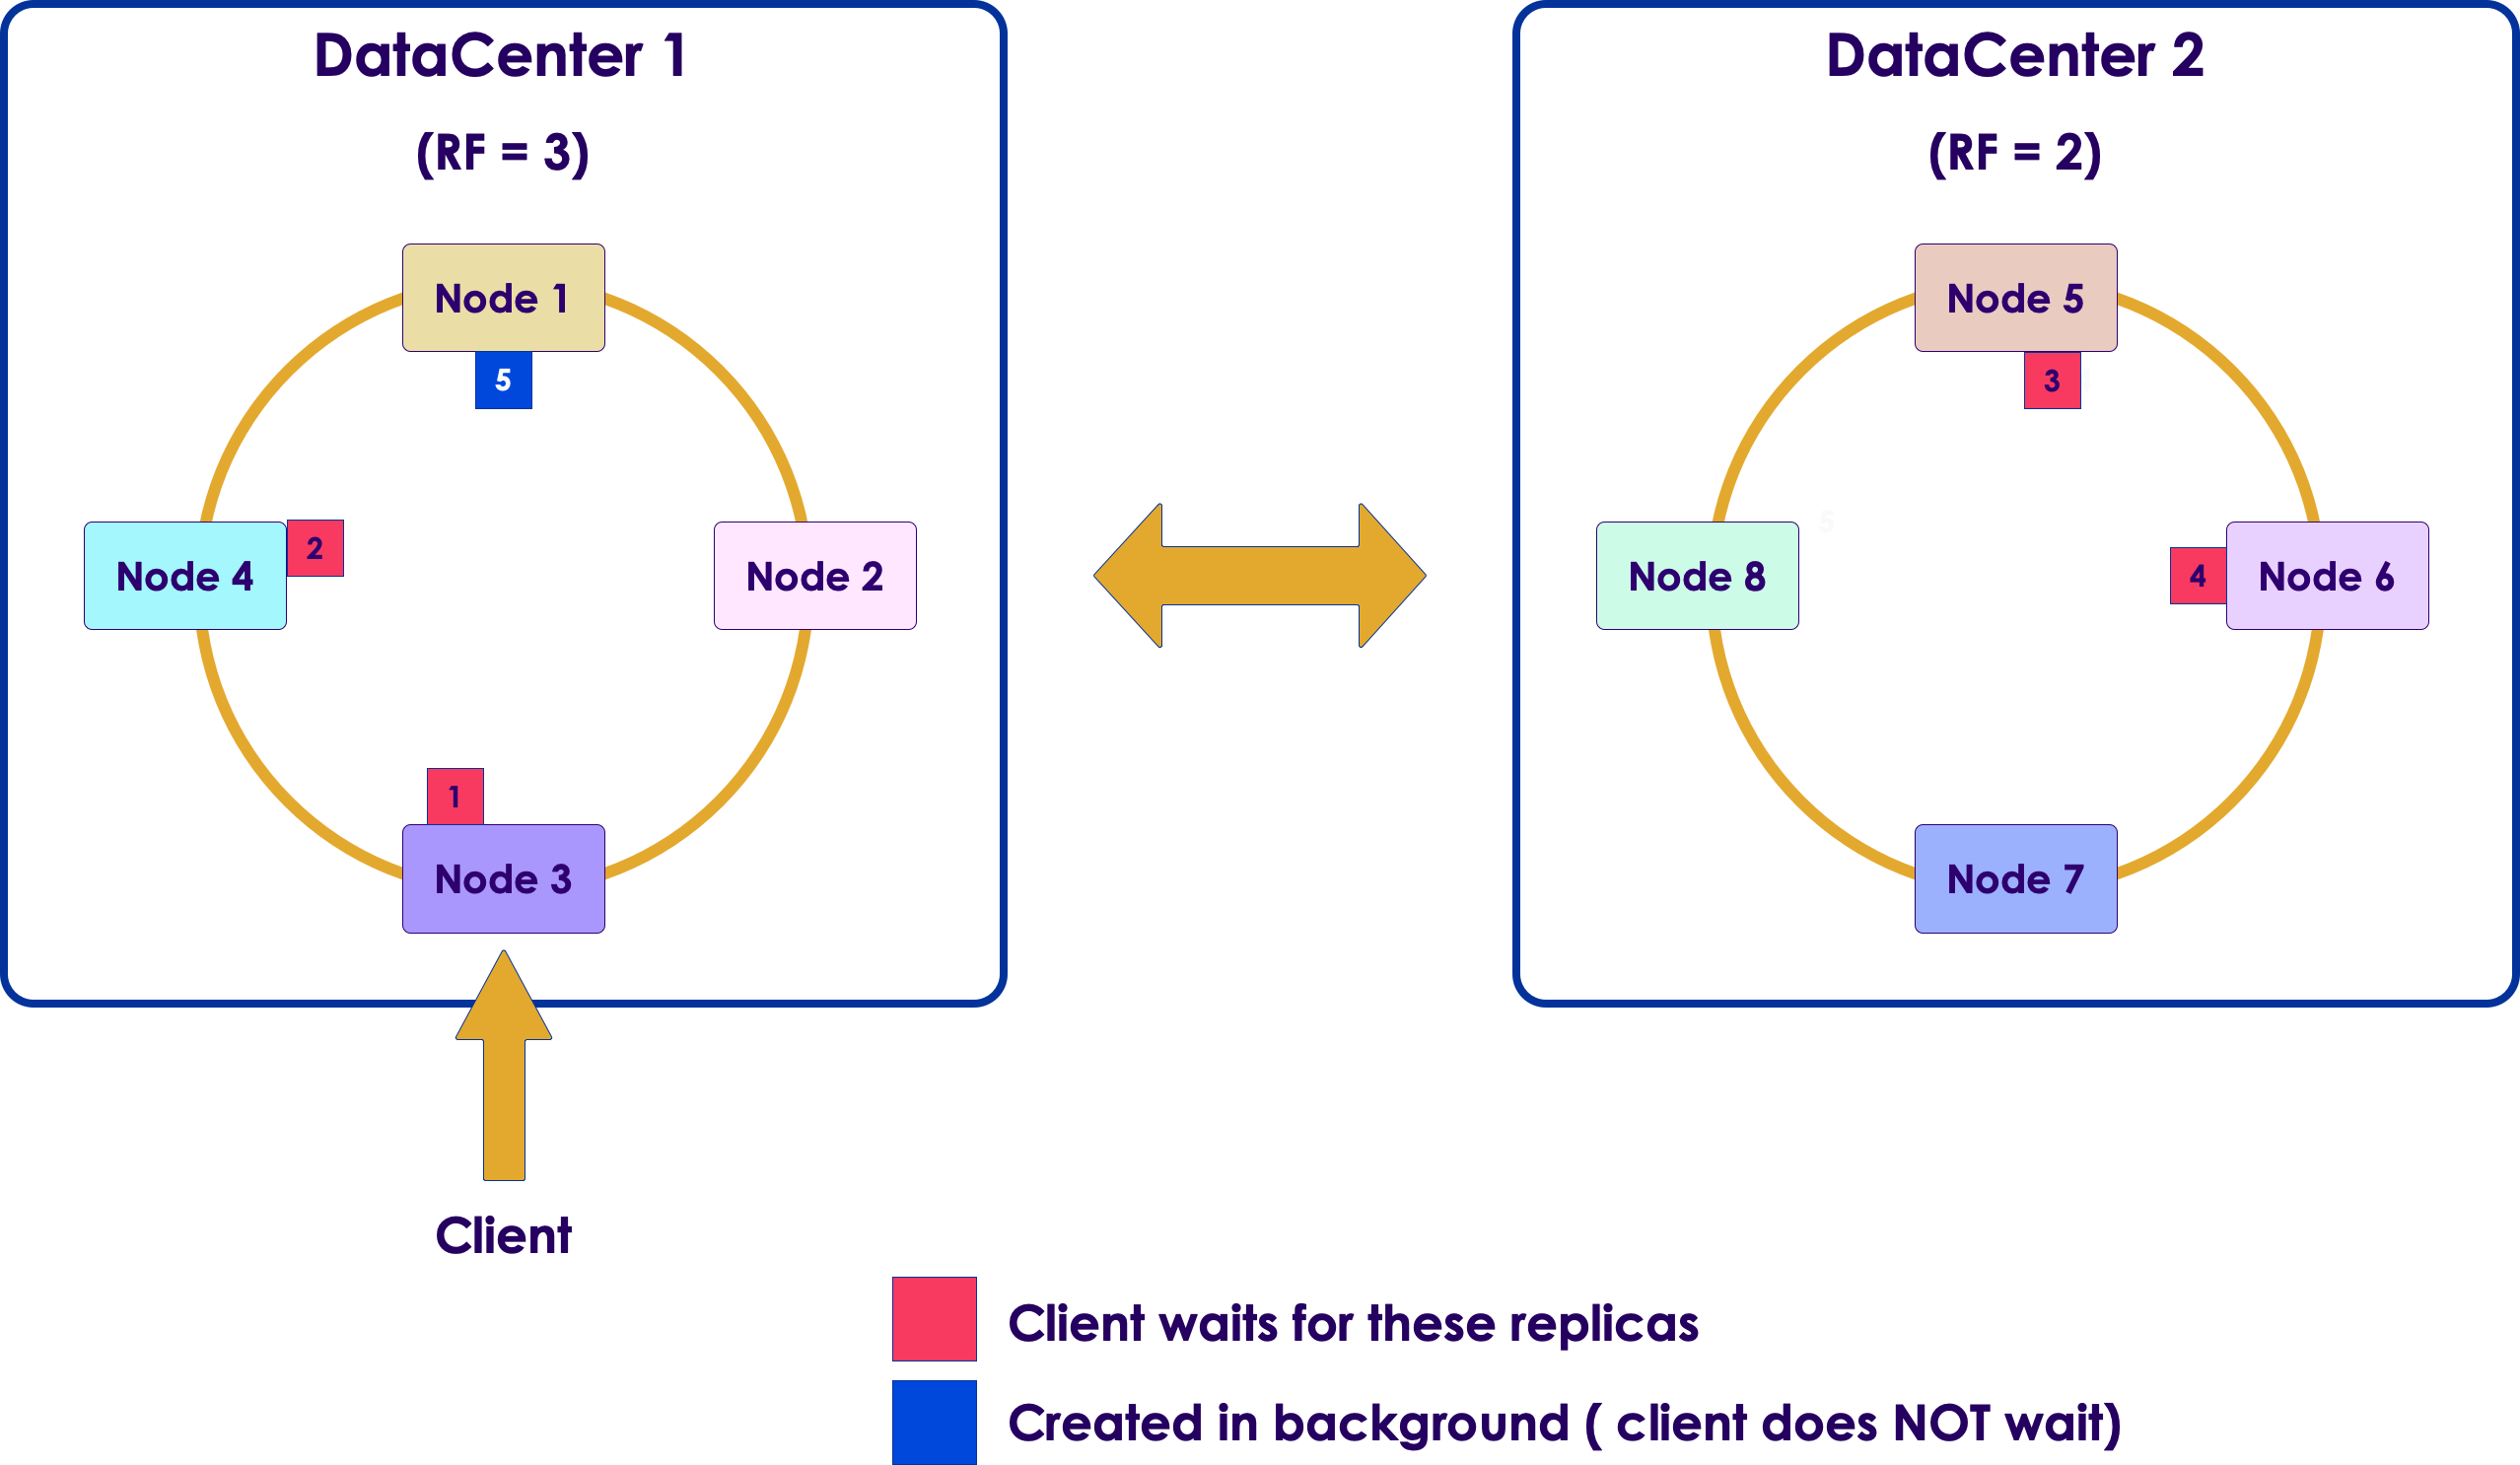 DataCenter 1
(RF = 3)
Node 1
5
Node 4
2
Node 2
1
Node 3
Client
DataCenter 2
(RF = 2)
Node 5
3
5
Node 8
4
Node 6
Node 7
Client waits for these replicas
Created in background ( client does NOT wait)